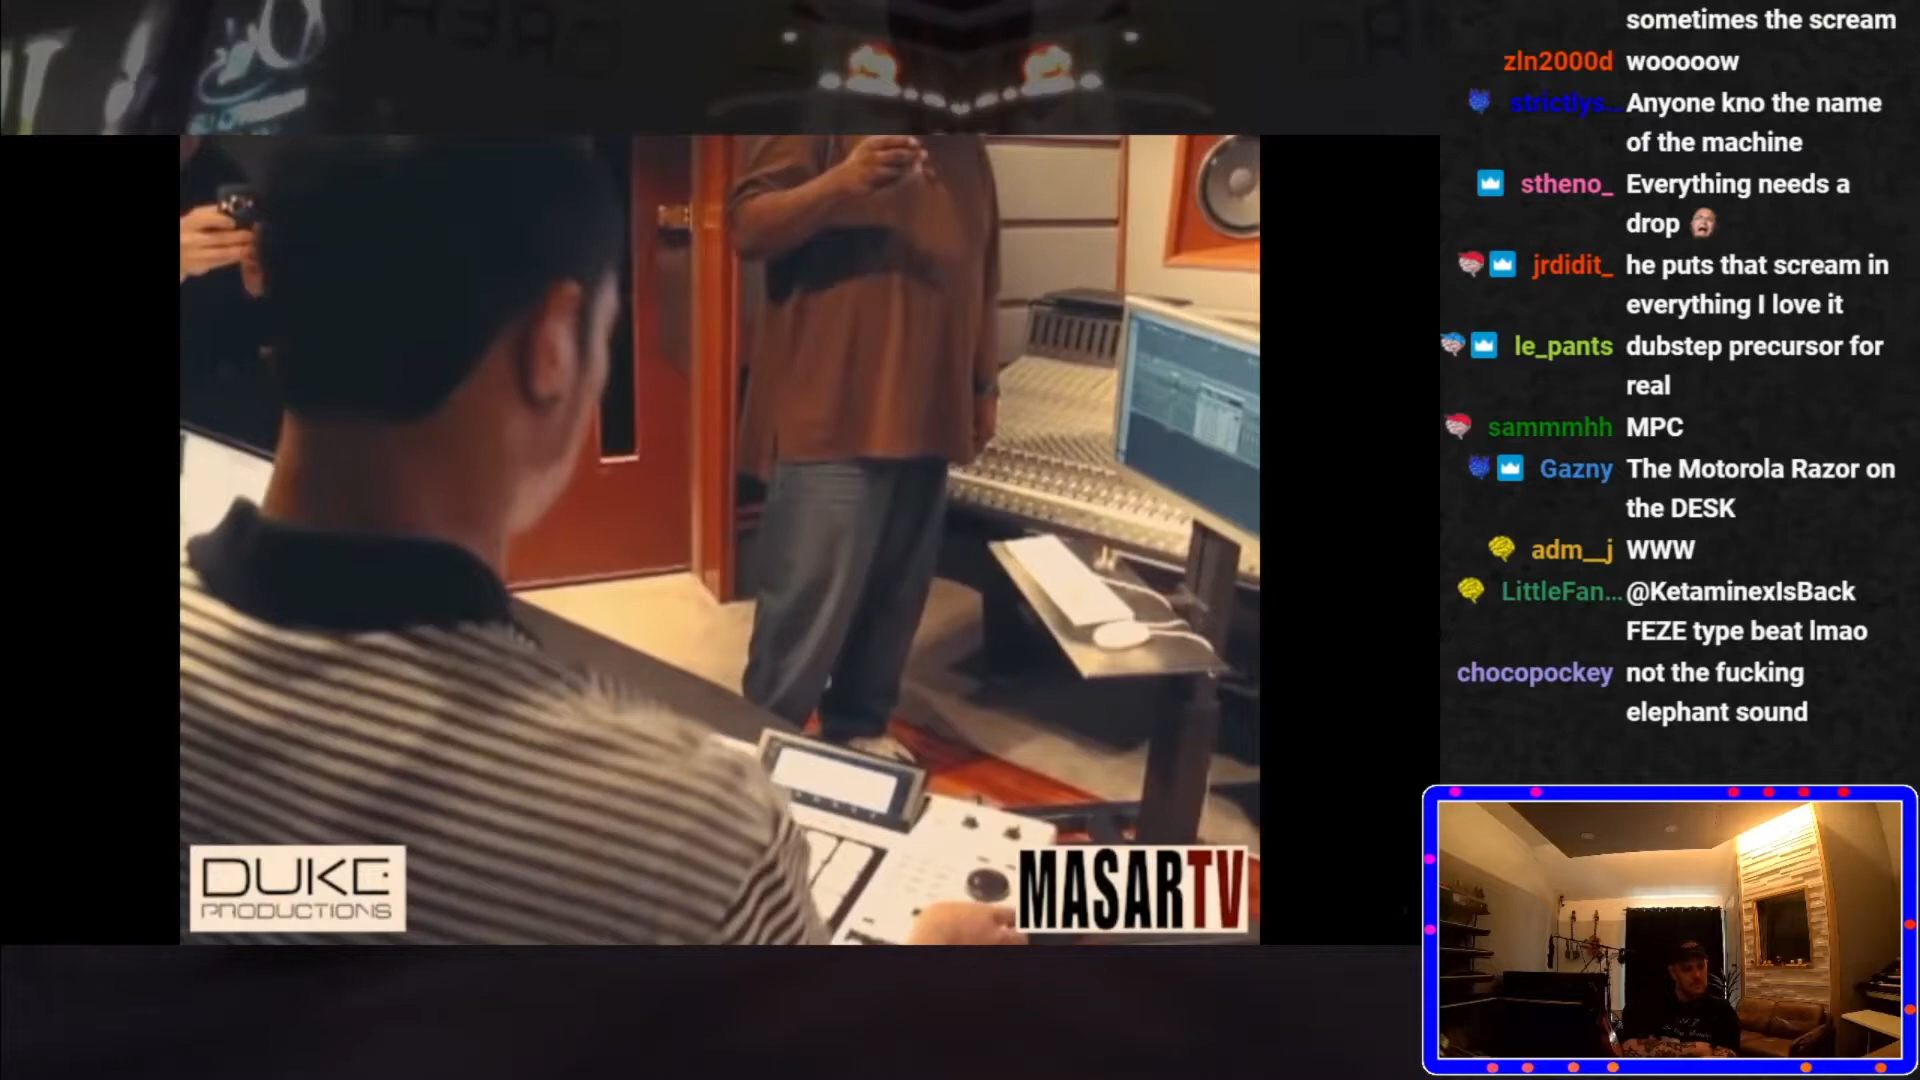 sometimes the scream
zln2000d wooooow
strictlys... Anyone kno the name
of the machine
stheno_ Everything needs a
drop
jrdidit_ he puts that scream in
everything I love it
le_pants dubstep precursor for
real
sammmhh MPC
Gazny The Motorola Razor on
the DESK
adm__j WWW
LittleFan... @KetaminexIsBack
FEZE type beat lmao
chocopockey not the fucking
elephant sound
DUKE
PRODUCTIONS
MASARTV